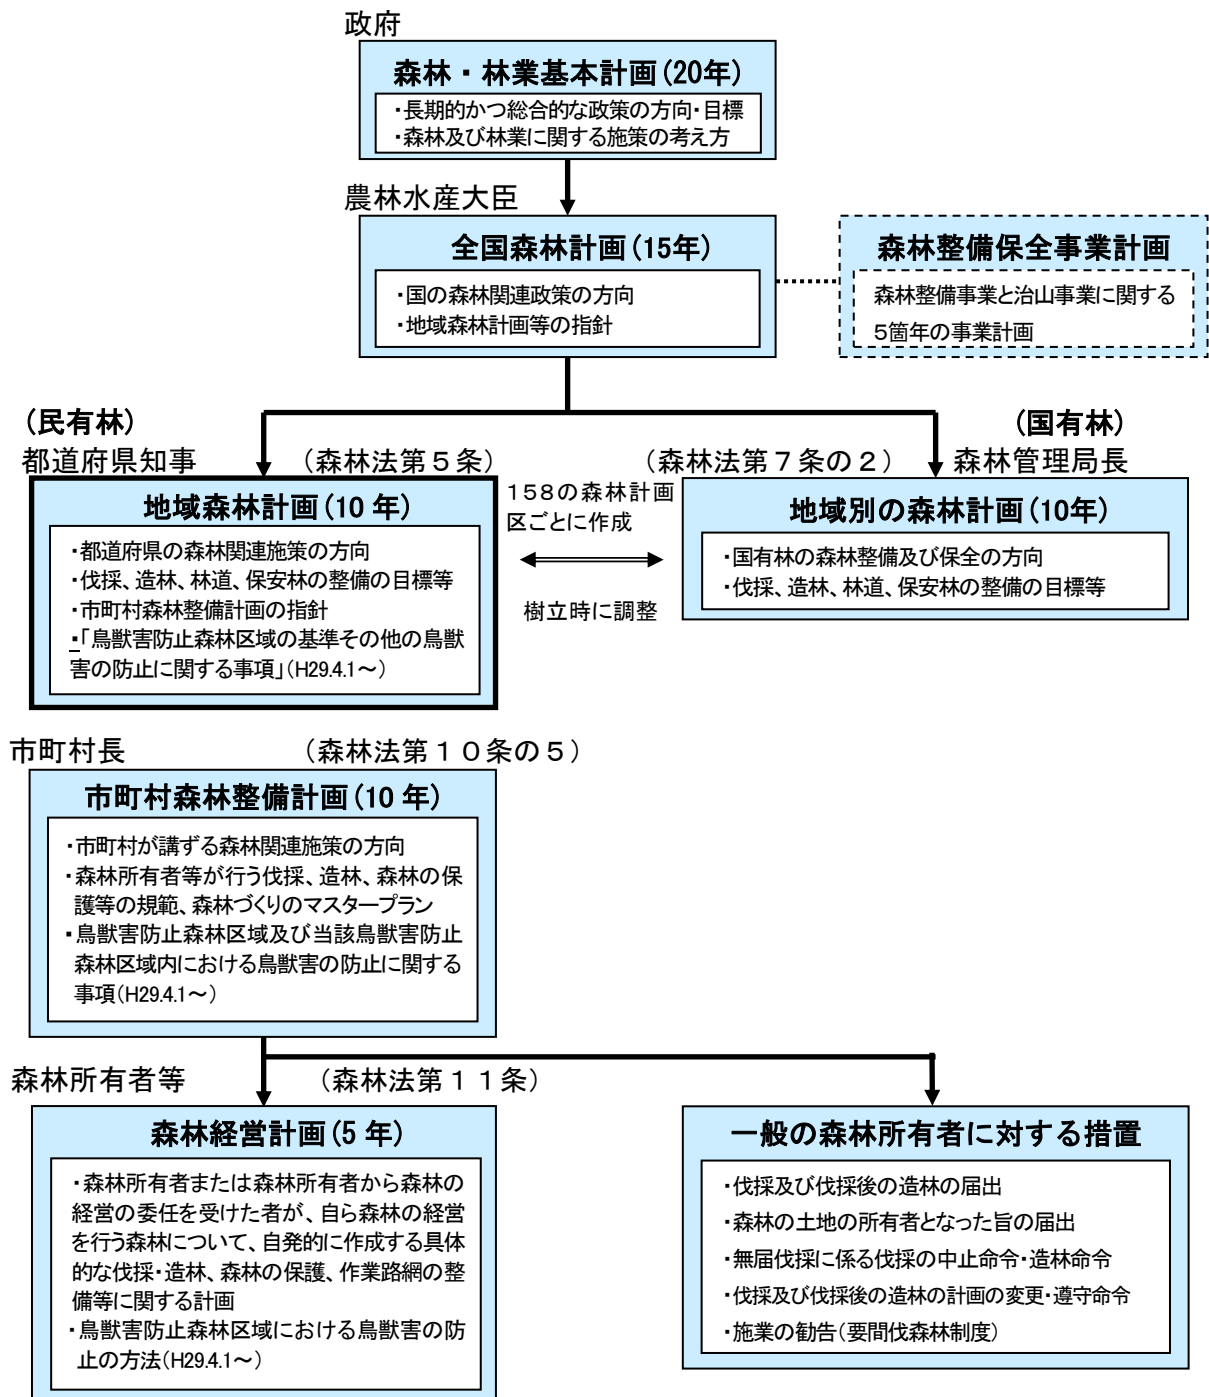 政府
森林・林業基本計画(20年)
・長期的かつ総合的な政策の方向・目標
・森林及び林業に関する施策の考え方
農林水産大臣
全国森林計画(15年)
・国の森林関連政策の方向
・地域森林計画等の指針
森林整備保全事業計画
森林整備事業と治山事業に関する
5箇年の事業計画
(民有林)
都道府県知事
(森林法第5条)
地域森林計画(10 年)
・都道府県の森林関連施策の方向
・伐採、造林、林道、保安林の整備の目標等
・市町村森林整備計画の指針
・「鳥獣害防止森林区域の基準その他の鳥獣
害の防止に関する事項」(H29.4.1~)
158の森林計画
区ごとに作成
樹立時に調整
(国有林)
(森林法第7条の2)
森林管理局長
地域別の森林計画(10年)
・国有林の森林整備及び保全の方向
・伐採、造林、林道、保安林の整備の目標等
市町村長
(森林法第10条の5)
市町村森林整備計画(10 年)
・市町村が講ずる森林関連施策の方向
・森林所有者等が行う伐採、造林、森林の保
護等の規範、森林づくりのマスタープラン
・鳥獣害防止森林区域及び当該鳥獣害防止
森林区域内における鳥獣害の防止に関する
事項(H29.4.1~)
森林所有者等
(森林法第11条)
森林経営計画(5 年)
・森林所有者または森林所有者から森林の
経営の委任を受けた者が、自ら森林の経営
を行う森林について、自発的に作成する具体
的な伐採・造林、森林の保護、作業路網の整
備等に関する計画
・鳥獣害防止森林区域における鳥獣害の防
止の方法(H29.4.1~)
一般の森林所有者に対する措置
・伐採及び伐採後の造林の届出
・森林の土地の所有者となった旨の届出
・無届伐採に係る伐採の中止命令・造林命令
・伐採及び伐採後の造林の計画の変更・遵守命令
・施業の勧告(要間伐森林制度)